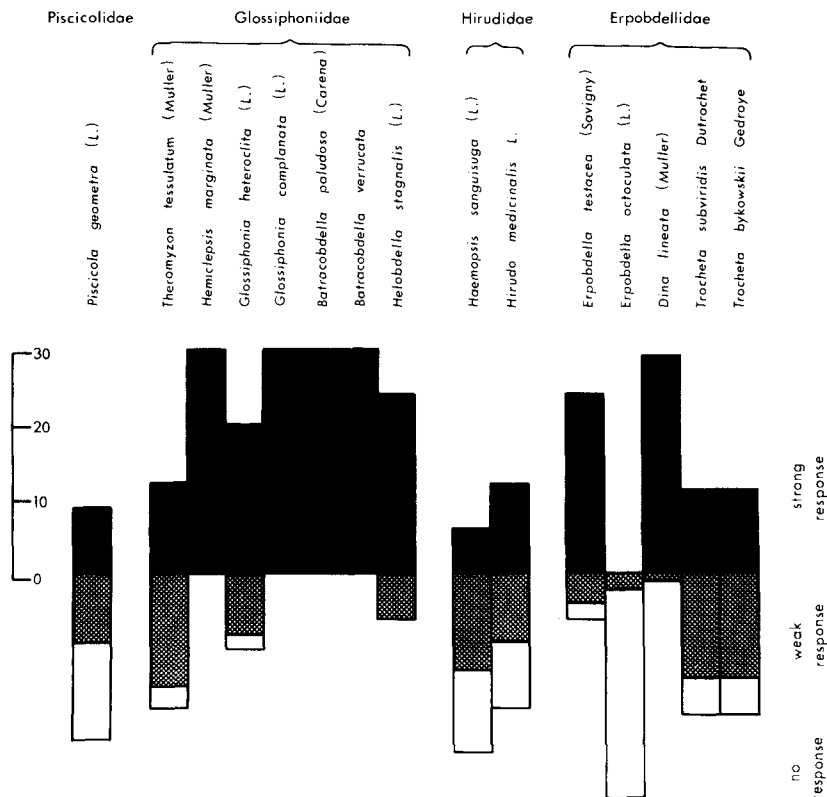 Piscicolidae
Glossiphoniidae
Hirudidae
Erpobdellidae
Piscicola geometra (L.)
Theromyzon tessulatum (Muller)
Hemiclepsis marginata (Muller)
Glossiphonia heteroclita (L.)
Glossiphonia complanata (L.)
Batracobdella paludosa (Carena)
Batracobdella verrucata
Helobdella stagnalis (L.)
Haemopsis sanguisuga (L.)
Hirudo medicinalis L.
Erpobdella testacea (Savigny)
Erpobdella octoculata (L.)
Dina lineata (Muller)
Trocheta subviridis Dutrochet
Trocheta bykowskii Gedroye
30
20
10
0
strong
response
weak
response
no
response